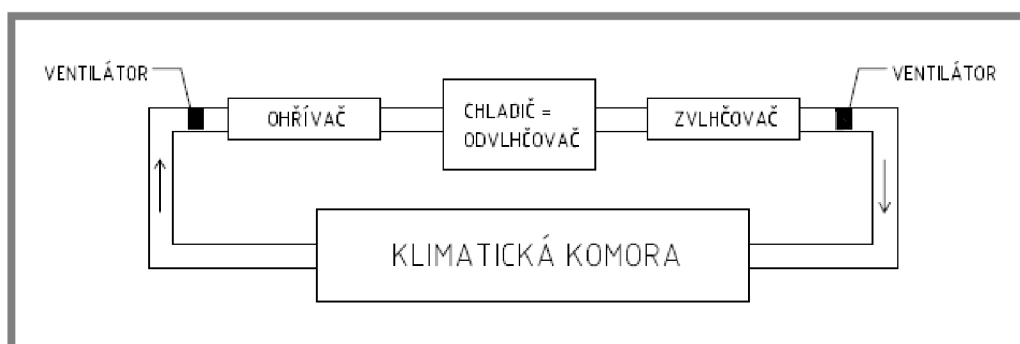 VENTILÁTOR
VENTILÁTOR
OHŘÍVAČ
CHLADIČ =
ODVLHČOVAČ
ZVLHČOVAČ
KLIMATICKÁ KOMORA